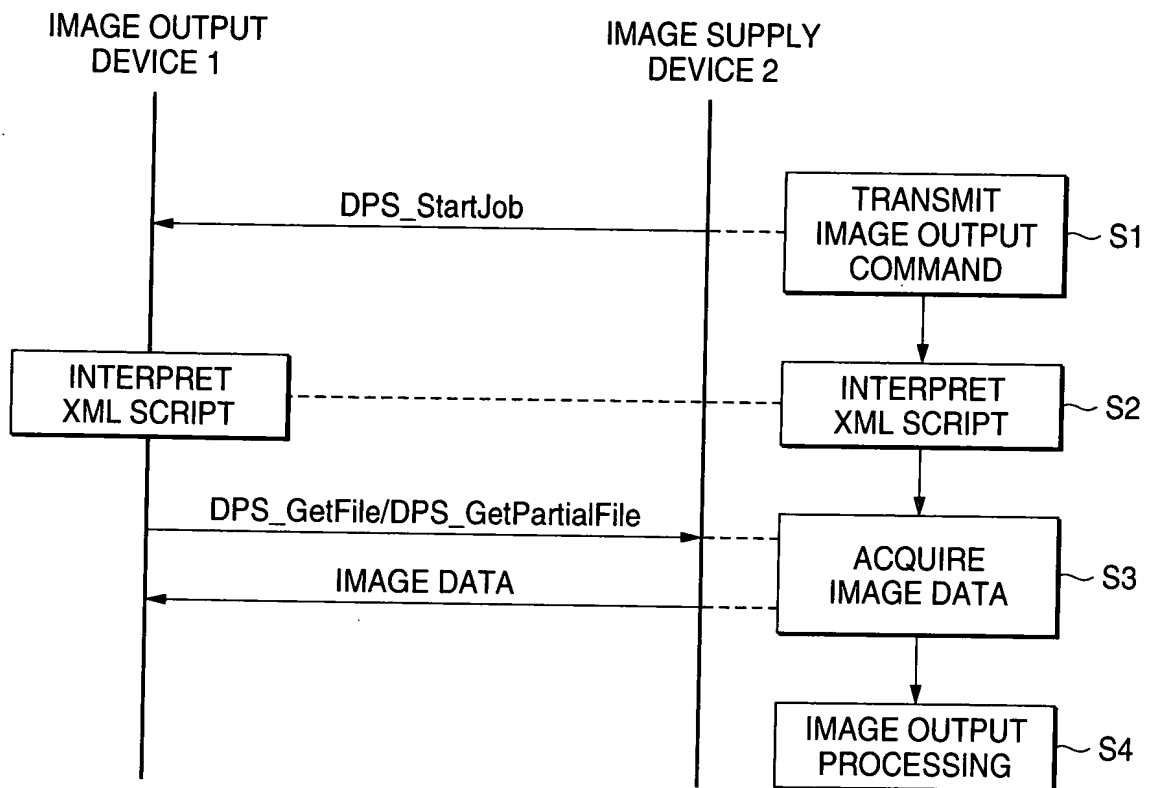 IMAGE OUTPUT
DEVICE 1
IMAGE SUPPLY
DEVICE 2
DPS_StartJob
TRANSMIT
IMAGE OUTPUT
COMMAND
S1
INTERPRET
XML SCRIPT
INTERPRET
XML SCRIPT
S2
DPS_GetFile/DPS_GetPartialFile
IMAGE DATA
ACQUIRE
IMAGE DATA
S3
IMAGE OUTPUT
PROCESSING
S4